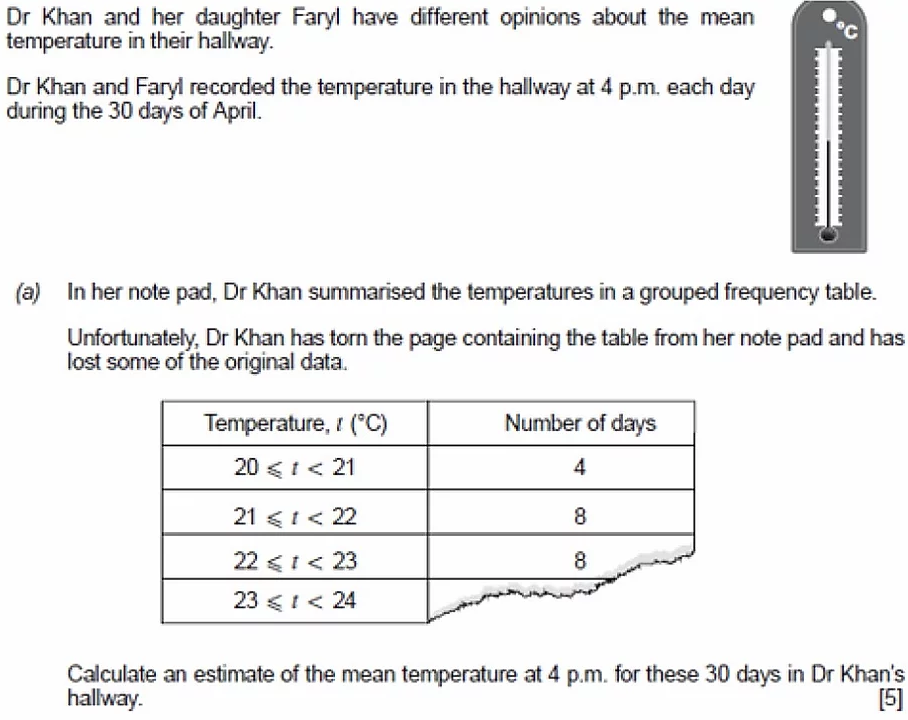 Dr Khan and her daughter Faryl have different opinions about the mean
temperature in their hallway.
Dr Khan and Faryl recorded the temperature in the hallway at 4 p.m. each day
during the 30 days of April.
°C
(a) In her note pad, Dr Khan summarised the temperatures in a grouped frequency table.
Unfortunately, Dr Khan has torn the page containing the table from her note pad and has
lost some of the original data.
Temperature, t (°C) Number of days
20 ⩽ t < 21 4
21 ⩽ t < 22 8
22 ⩽ t < 23 8
23 ⩽ t < 24
Calculate an estimate of the mean temperature at 4 p.m. for these 30 days in Dr Khan's
hallway. [5]